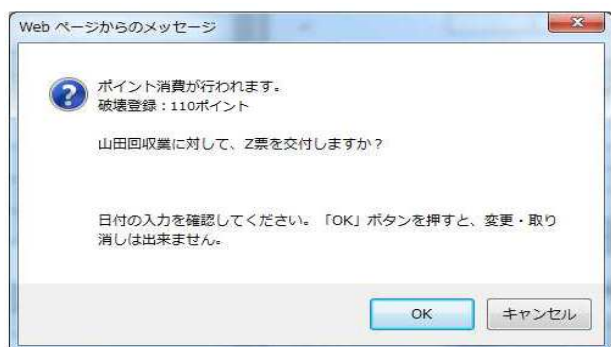 Web ページからのメッセージ
ポイント消費が行われます。
破壊登録：110ポイント
山田回収業に対して、Z票を交付しますか？
日付の入力を確認してください。「OK」ボタンを押すと、変更・取り
消しは出来ません。
OK
キャンセル